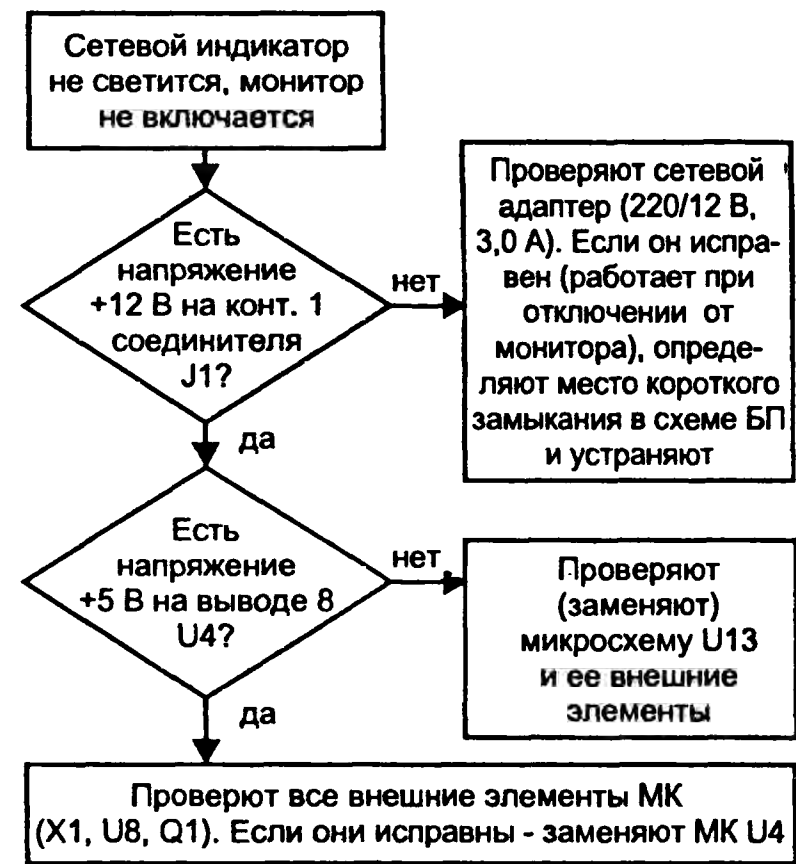 Сетевой индикатор
не светится, монитор
не включается
Есть
напряжение
+12 В на конт. 1
соединителя
J1?
нет
Проверяют сетевой
адаптер (220/12 В,
3,0 А). Если он испра-
вен (работает при
отключении от
монитора), опреде-
ляют место короткого
замыкания в схеме БП
и устраняют
да
Есть
напряжение
+5 В на выводе 8
U4?
нет
Проверяют
(заменяют)
микросхему U13
и ее внешние
элементы
да
Проверют все внешние элементы МК
(X1, U8, Q1). Если они исправны - заменяют МК U4